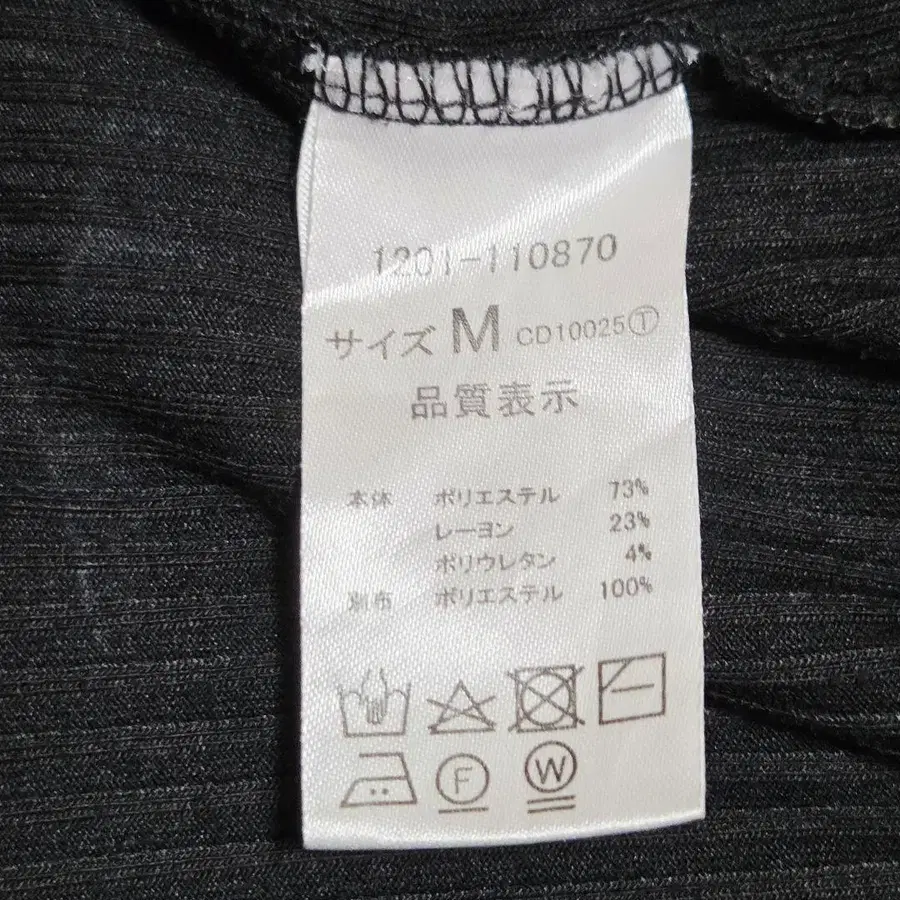 1201-110870
サイズ M CD10025Ⓣ
品質表示
本体 ポリエステル 73%
レーヨン 23%
ポリウレタン 4%
別布 ポリエステル 100%
Ⓕ Ⓦ